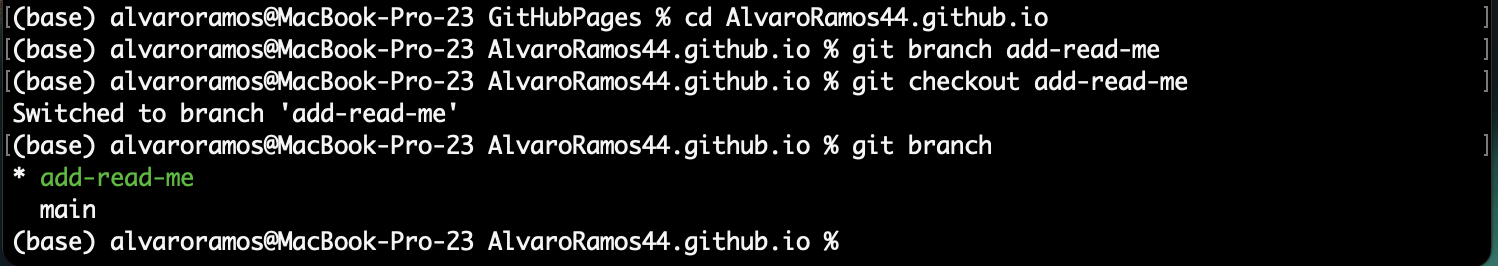 [(base) alvaroramos@MacBook-Pro-23 GitHubPages % cd AlvaroRamos44.github.io ]
[(base) alvaroramos@MacBook-Pro-23 AlvaroRamos44.github.io % git branch add-read-me ]
[(base) alvaroramos@MacBook-Pro-23 AlvaroRamos44.github.io % git checkout add-read-me ]
Switched to branch 'add-read-me'
[(base) alvaroramos@MacBook-Pro-23 AlvaroRamos44.github.io % git branch ]
* add-read-me
  main
(base) alvaroramos@MacBook-Pro-23 AlvaroRamos44.github.io %